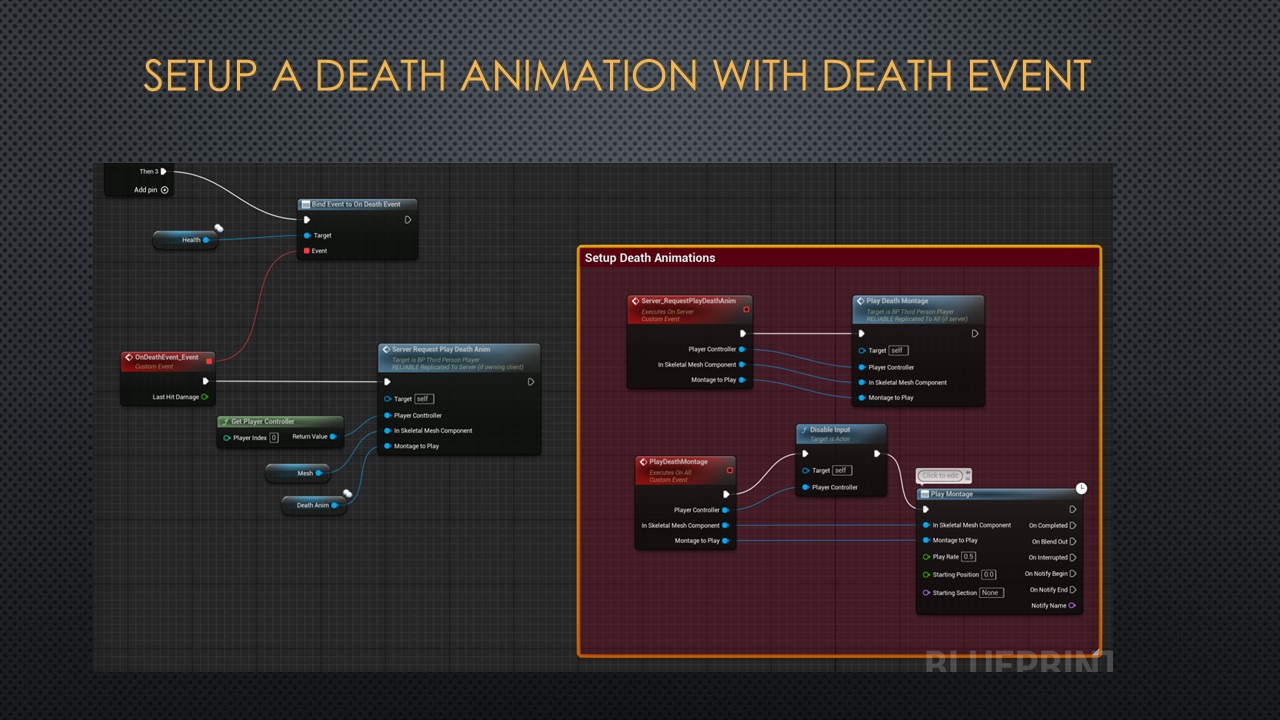 SETUP A DEATH ANIMATION WITH DEATH EVENT
Then 3
Add pin
Bind Event to On Death Event
Health
Target
Event
OnDeathEvent_Event
Custom Event
Last Hit Damage
Get Player Controller
Player Index 0 Return Value
Mesh
Death Anim
Server Request Play Death Anim
Target is BP Third Person Player
RELIABLE Replicated To Server (if owning client)
Target self
Player Conttroller
In Skeletal Mesh Component
Montage to Play
Setup Death Animations
Server_RequestPlayDeathAnim
Executes On Server
Custom Event
Player Conttroller
In Skeletal Mesh Component
Montage to Play
Play Death Montage
Target is BP Third Person Player
RELIABLE Replicated To All (if server)
Target self
Player Controller
In Skeletal Mesh Component
Montage to Play
PlayDeathMontage
Executes On All
Custom Event
Player Controller
In Skeletal Mesh Component
Montage to Play
Disable Input
Target is Actor
Target self
Player Controller
Click to edit
Play Montage
In Skeletal Mesh Component On Completed
Montage to Play On Blend Out
Play Rate 0.5 On Interrupted
Starting Position 0.0 On Notify Begin
Starting Section None On Notify End
Notify Name
BLUEPRINT